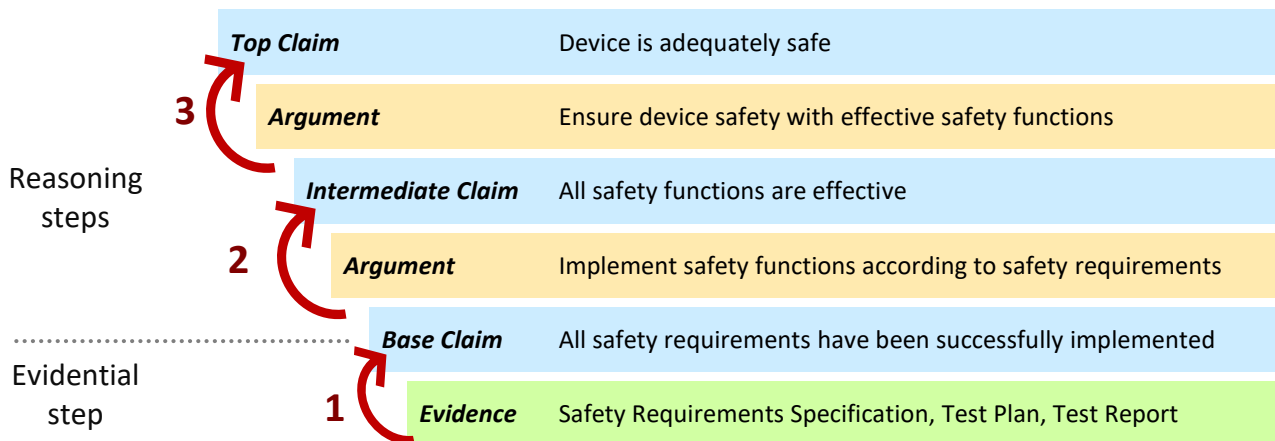 Top Claim Device is adequately safe
3
Argument Ensure device safety with effective safety functions
Reasoning
steps
Intermediate Claim All safety functions are effective
2
Argument Implement safety functions according to safety requirements
Base Claim All safety requirements have been successfully implemented
Evidential
step
1
Evidence Safety Requirements Specification, Test Plan, Test Report